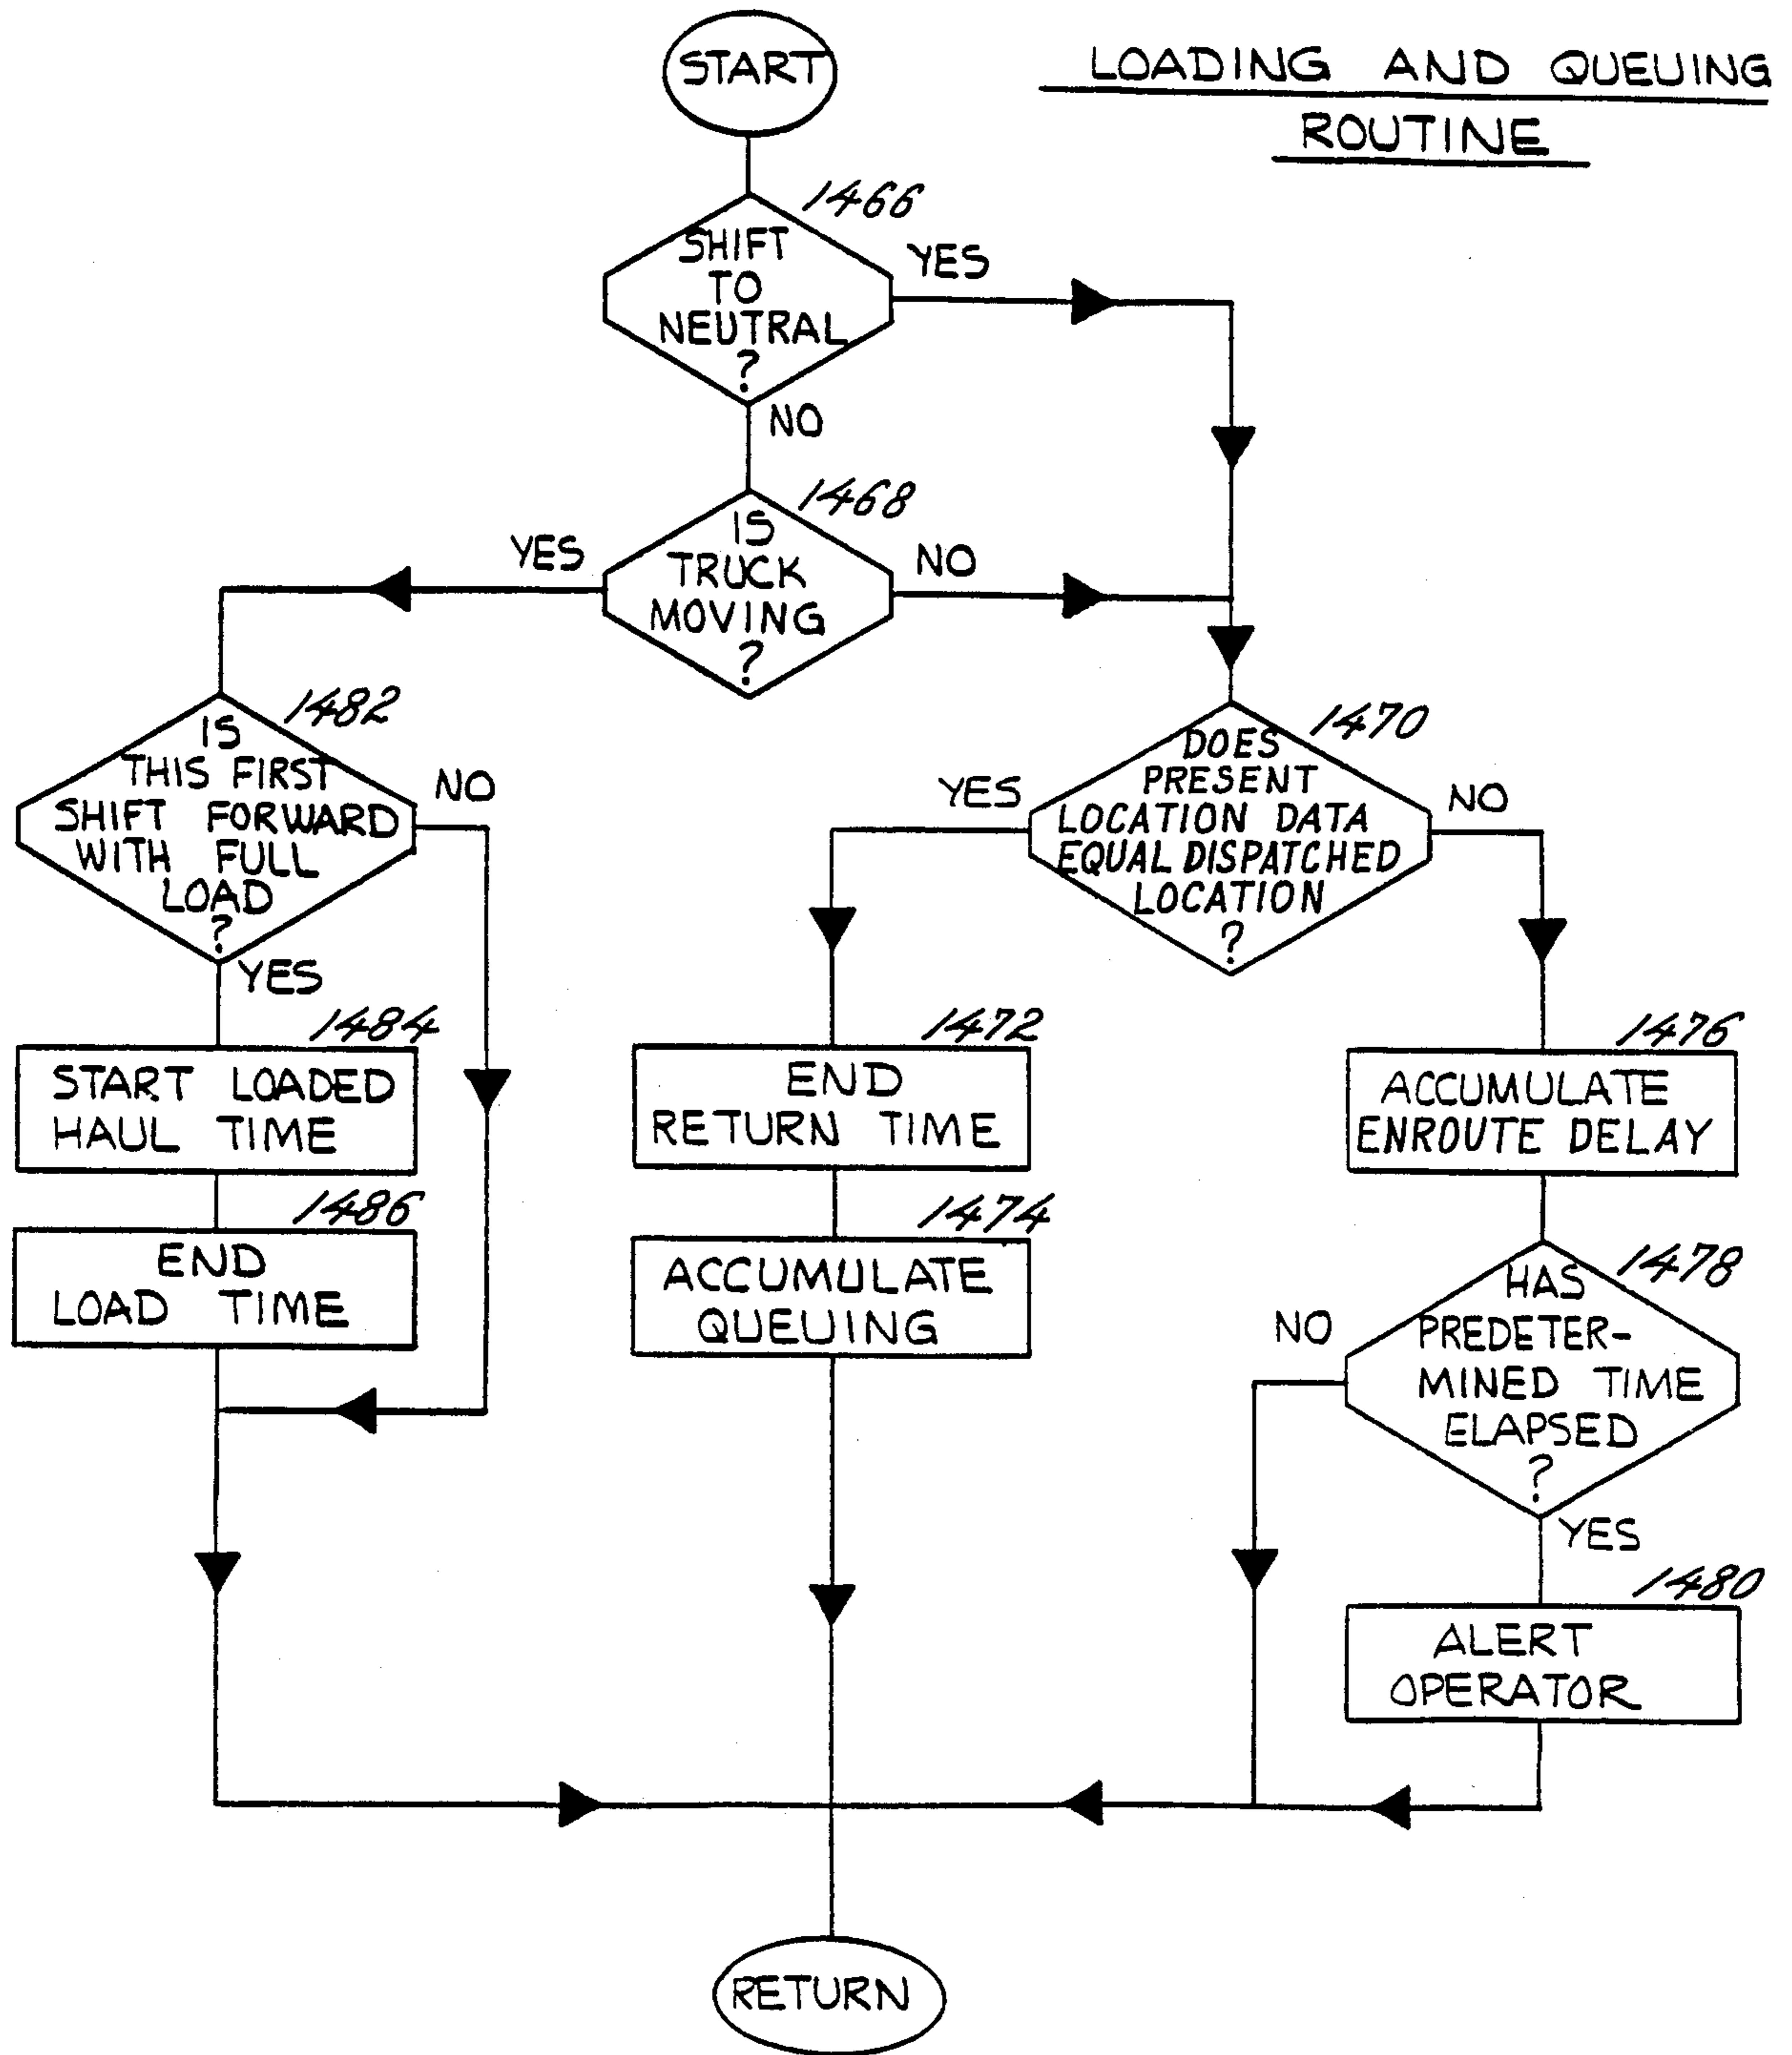 START
LOADING AND QUEUING
ROUTINE
1466
SHIFT
TO
NEUTRAL
?
YES
NO
1468
IS
TRUCK
MOVING
?
YES
NO
1482
IS
THIS FIRST
SHIFT FORWARD
WITH FULL
LOAD
?
NO
YES
1470
DOES
PRESENT
LOCATION DATA
EQUAL DISPATCHED
LOCATION
?
YES
NO
1484
START LOADED
HAUL TIME
1486
END
LOAD TIME
1472
END
RETURN TIME
1474
ACCUMULATE
QUEUING
1476
ACCUMULATE
ENROUTE DELAY
1478
HAS
PREDETER-
MINED TIME
ELAPSED
?
NO
YES
1480
ALERT
OPERATOR
RETURN